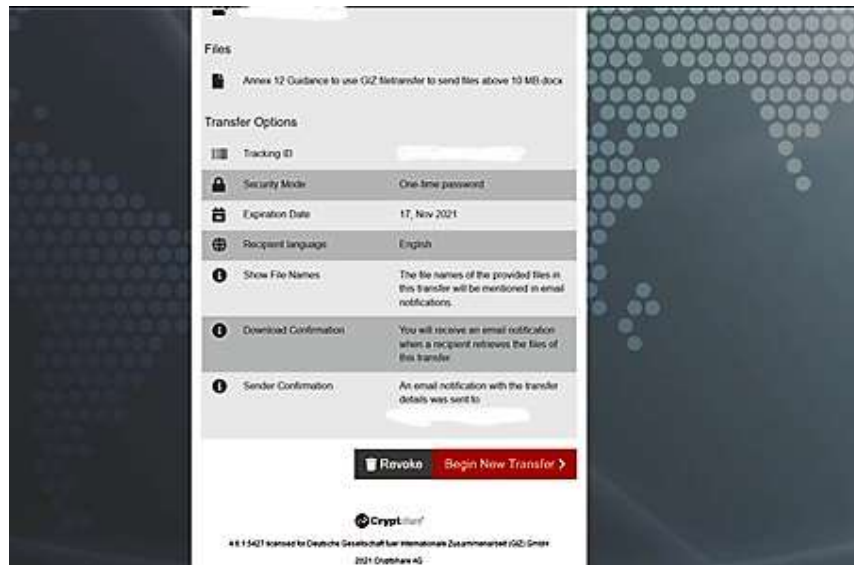 Files
Annex 12 Guidance to use GIZ filetransfer to send files above 10 MB.docx
Transfer Options
Tracking ID
Security Mode One-time password
Expiration Date 17, Nov 2021
Recipient language English
Show File Names The file names of the provided files in
this transfer will be mentioned in email
notifications.
Download Confirmation You will receive an email notification
when a recipient retrieves the files of
this transfer
Sender Confirmation An email notification with the transfer
details was sent to
Revoke Begin New Transfer
Cryptshare
4.6.1.5427 licensed for Deutsche Gesellschaft fuer Internationale Zusammenarbeit (GIZ) GmbH
2021 Cryptshare AG